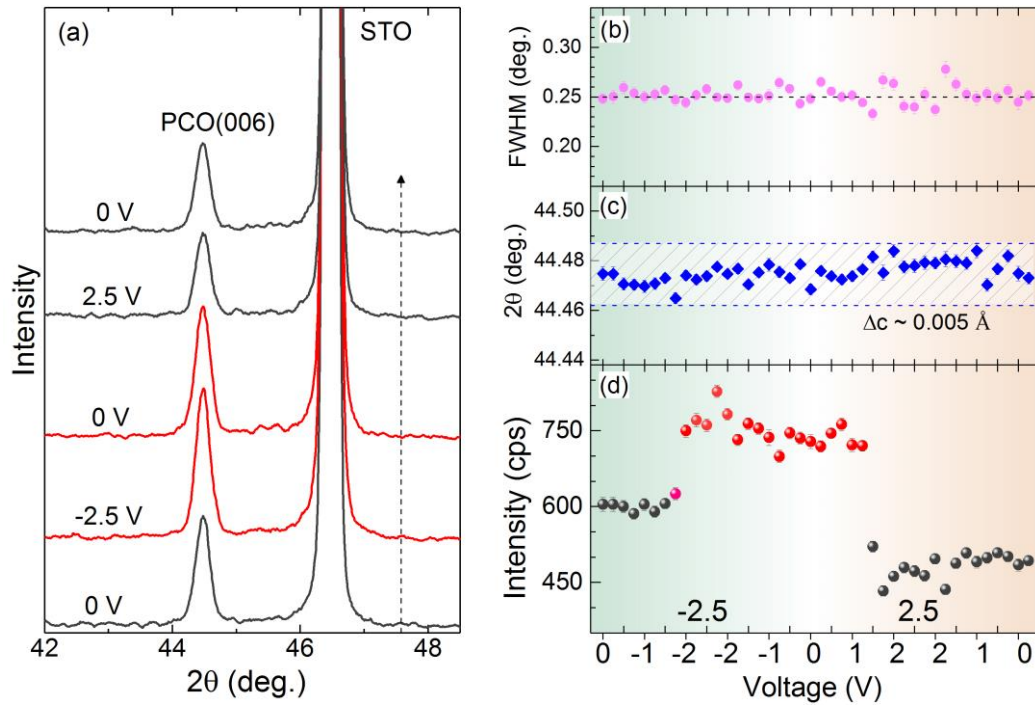 (a)
STO
PCO(006)
0 V
2.5 V
0 V
-2.5 V
0 V
Intensity
42 44 46 48
2θ (deg.)
(b)
FWHM (deg.)
0.30
0.25
0.20
(c)
2θ (deg.)
44.50
44.48
44.46
44.44
Δc ~ 0.005 Å
(d)
Intensity (cps)
750
600
450
-2.5 2.5
0 -1 -2 -2 -1 0 1 2 2 1 0
Voltage (V)